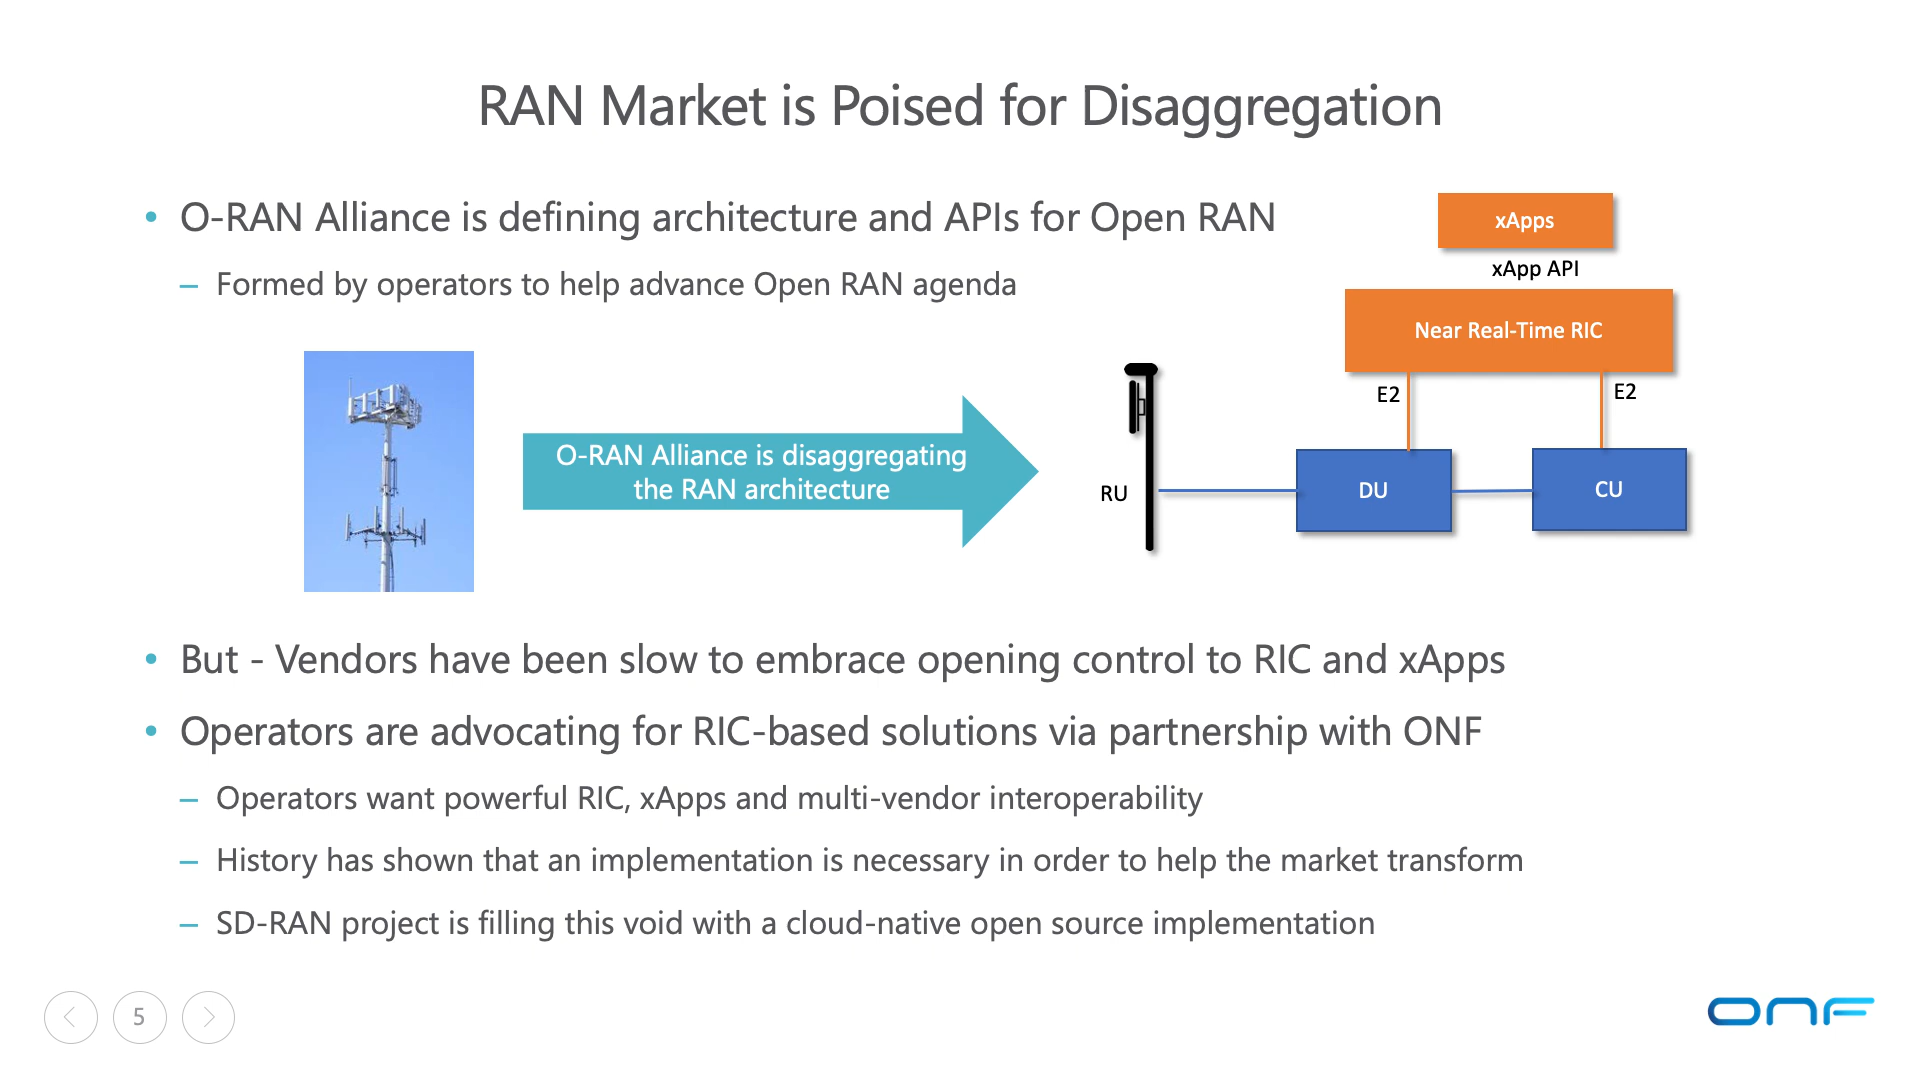 RAN Market is Poised for Disaggregation
• O-RAN Alliance is defining architecture and APIs for Open RAN
– Formed by operators to help advance Open RAN agenda
xApps
xApp API
Near Real-Time RIC
E2
E2
O-RAN Alliance is disaggregating
the RAN architecture
RU
DU
CU
• But - Vendors have been slow to embrace opening control to RIC and xApps
• Operators are advocating for RIC-based solutions via partnership with ONF
– Operators want powerful RIC, xApps and multi-vendor interoperability
– History has shown that an implementation is necessary in order to help the market transform
– SD-RAN project is filling this void with a cloud-native open source implementation
5
ONF